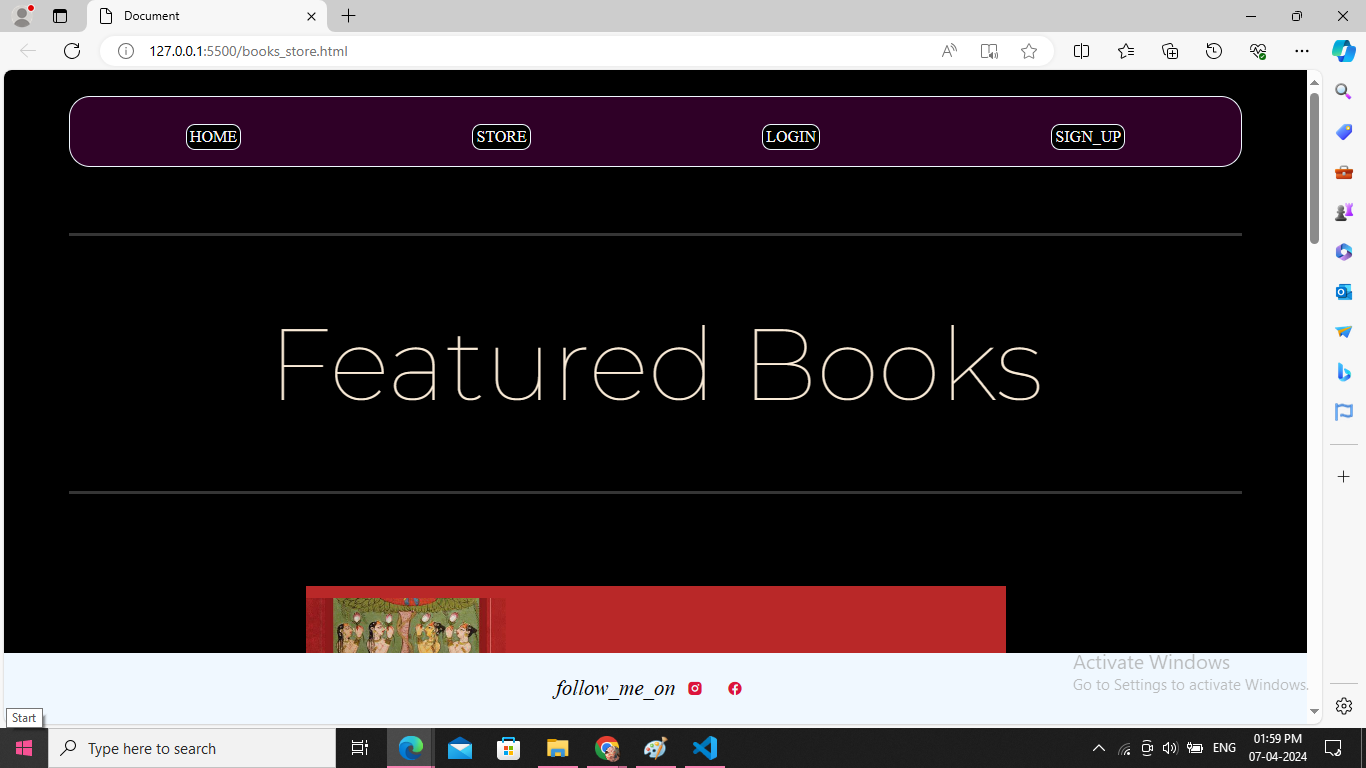 Document
127.0.0.1:5500/books_store.html
HOME
STORE
LOGIN
SIGN_UP
Featured Books
follow_me_on
Activate Windows
Go to Settings to activate Windows.
Start
Type here to search
ENG
01:59 PM
07-04-2024